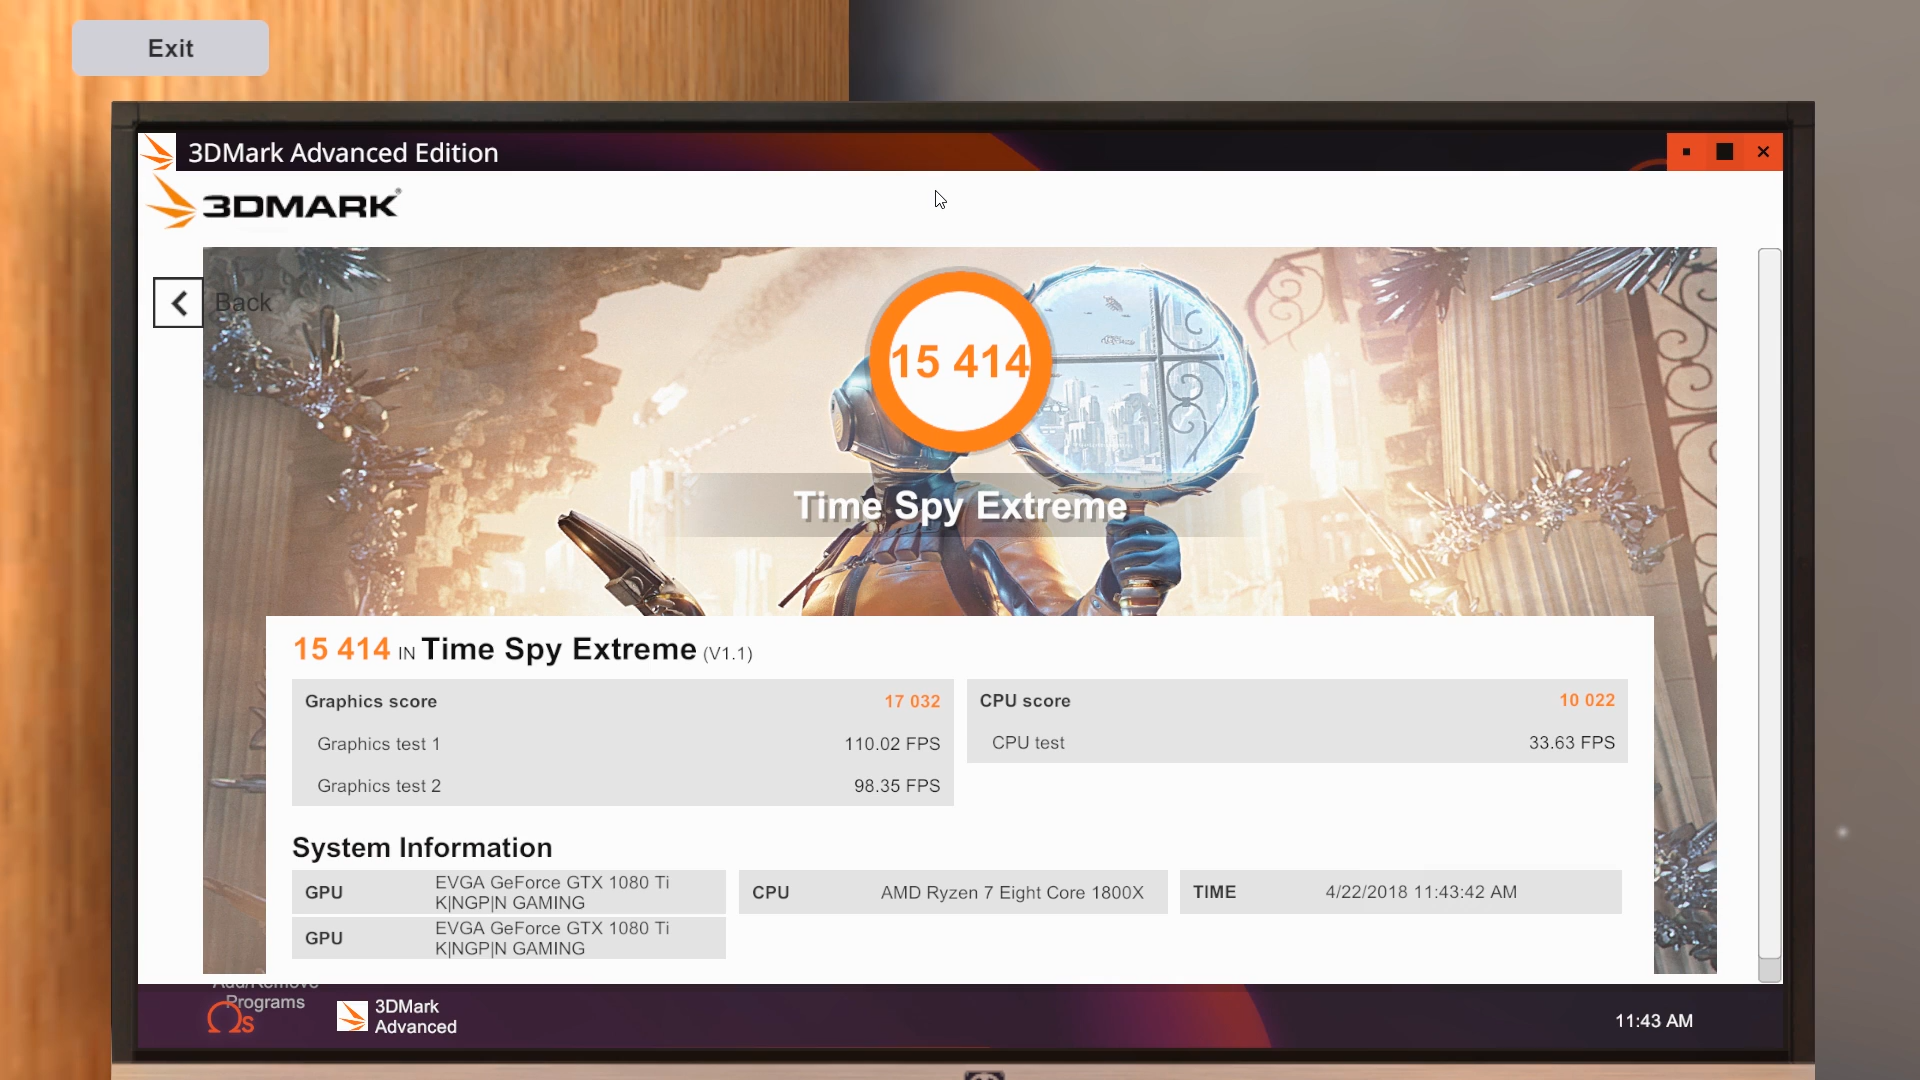 Exit
3DMark Advanced Edition
3DMARK®
Back
15 414
Time Spy Extreme
15 414 IN Time Spy Extreme (V1.1)
Graphics score 17 032
Graphics test 1 110.02 FPS
Graphics test 2 98.35 FPS
CPU score 10 022
CPU test 33.63 FPS
System Information
GPU EVGA GeForce GTX 1080 Ti
K|NGP|N GAMING
CPU AMD Ryzen 7 Eight Core 1800X
TIME 4/22/2018 11:43:42 AM
GPU EVGA GeForce GTX 1080 Ti
K|NGP|N GAMING
Add/Remove
Programs
Ωs
3DMark
Advanced
11:43 AM